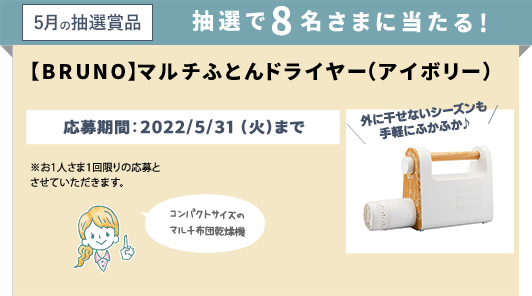 5月の抽選賞品
抽選で8名さまに当たる!
【BRUNO】マルチふとんドライヤー(アイボリー)
応募期間:2022/5/31(火)まで
外に干せないシーズンも
手軽にふかふか♪
※お1人さま1回限りの応募と
させていただきます。
コンパクトサイズの
マルチ布団乾燥機